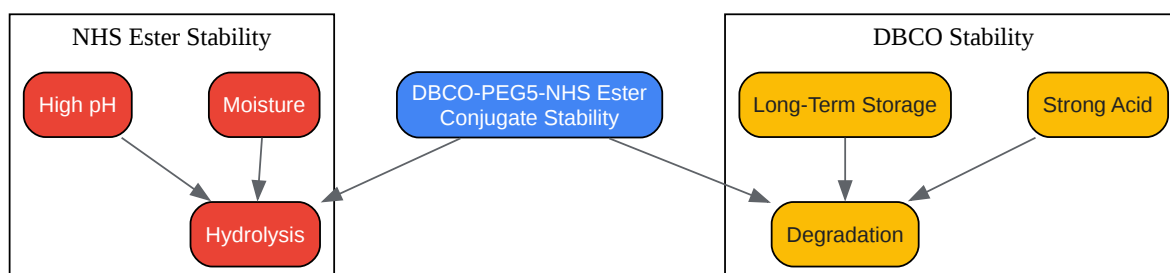 NHS Ester Stability
DBCO Stability
High pH
Moisture
DBCO-PEG5-NHS Ester
Conjugate Stability
Long-Term Storage
Strong Acid
Hydrolysis
Degradation